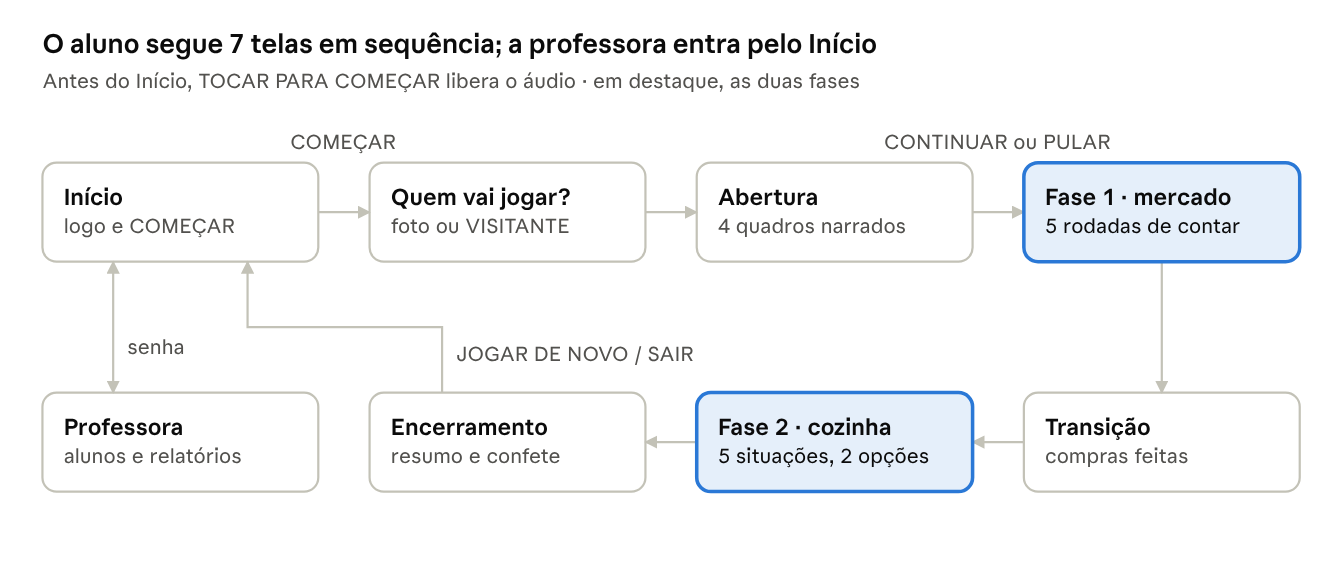 O aluno segue 7 telas em sequência; a professora entra pelo Início
Antes do Início, TOCAR PARA COMEÇAR libera o áudio · em destaque, as duas fases
COMEÇAR
CONTINUAR ou PULAR
Início
logo e COMEÇAR
Quem vai jogar?
foto ou VISITANTE
Abertura
4 quadros narrados
Fase 1 · mercado
5 rodadas de contar
senha
JOGAR DE NOVO / SAIR
Professora
alunos e relatórios
Encerramento
resumo e confete
Fase 2 · cozinha
5 situações, 2 opções
Transição
compras feitas